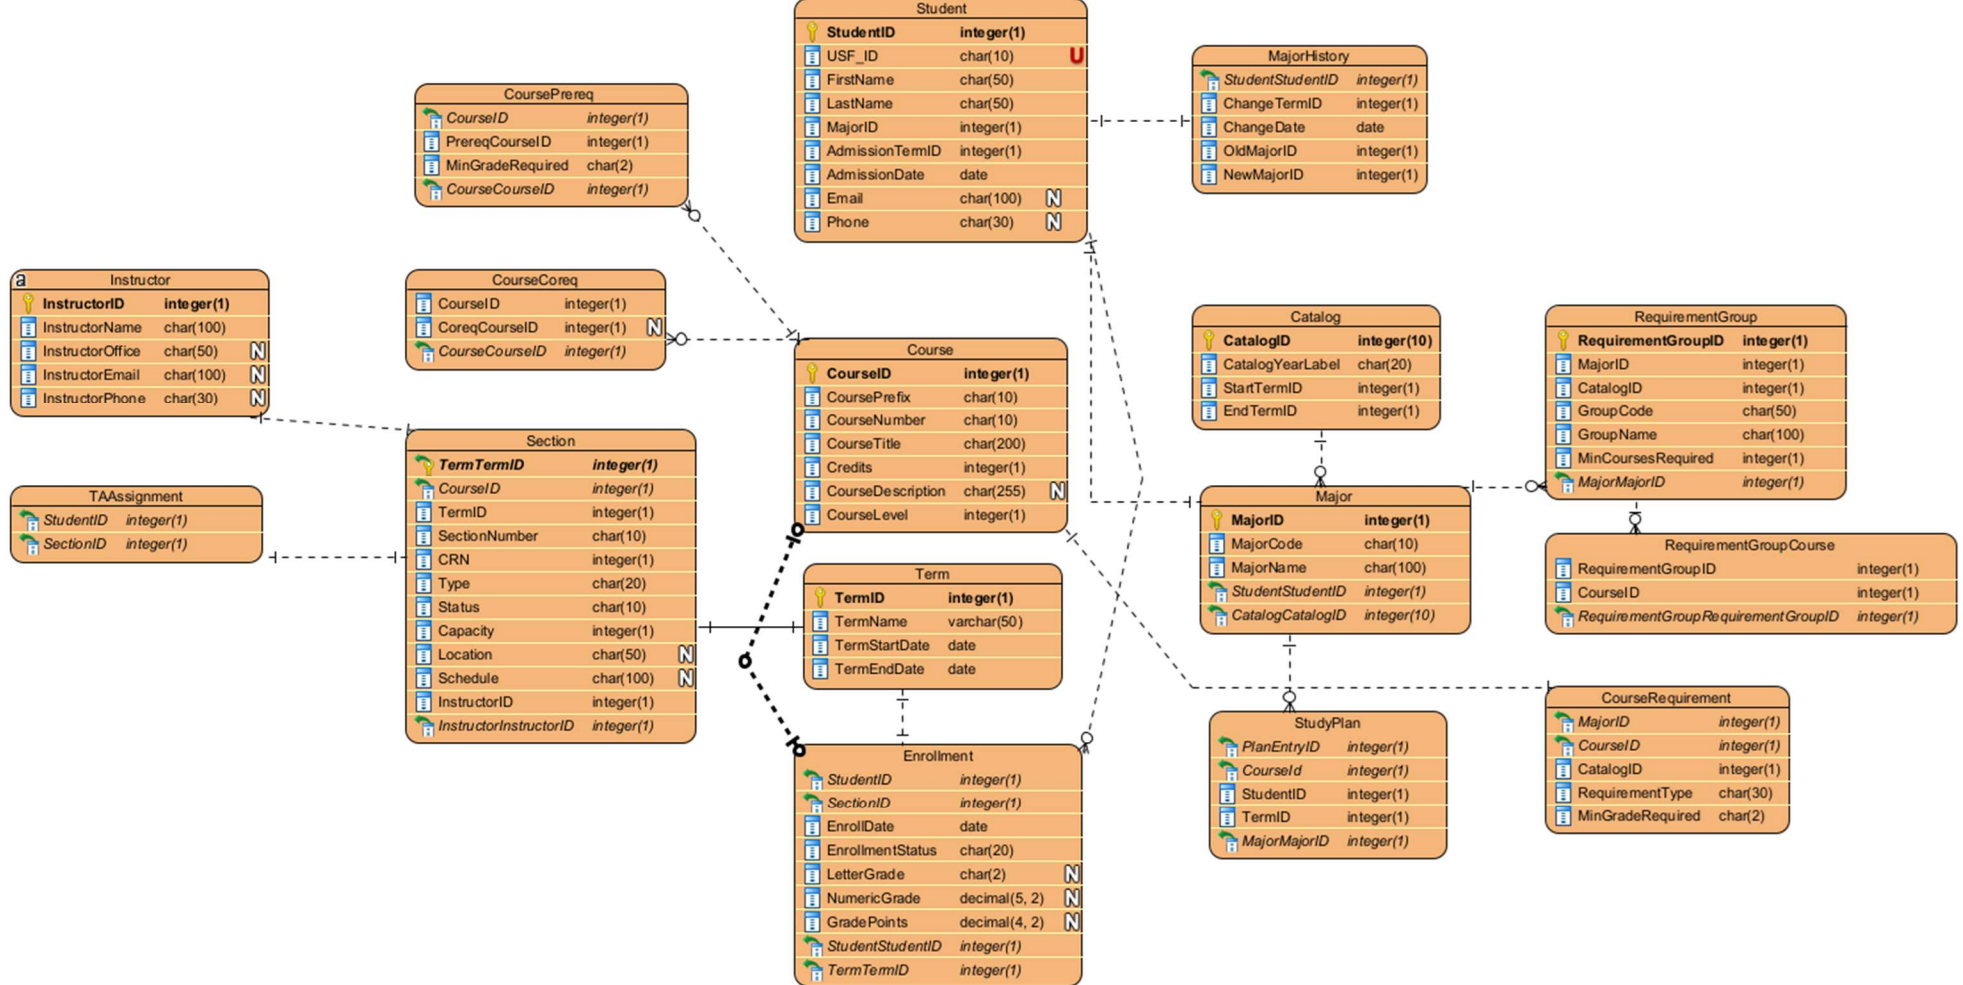 Student
StudentID integer(1)
USF_ID char(10) U
FirstName char(50)
LastName char(50)
MajorID integer(1)
AdmissionTermID integer(1)
AdmissionDate date
Email char(100) N
Phone char(30) N
MajorHistory
StudentStudentID integer(1)
ChangeTermID integer(1)
ChangeDate date
OldMajorID integer(1)
NewMajorID integer(1)
CoursePrereq
CourseID integer(1)
PrereqCourseID integer(1)
MinGradeRequired char(2)
CourseCourseID integer(1)
a Instructor
InstructorID integer(1)
InstructorName char(100)
InstructorOffice char(50) N
InstructorEmail char(100) N
InstructorPhone char(30) N
CourseCoreq
CourseID integer(1)
CoreqCourseID integer(1) N
CourseCourseID integer(1)
Course
CourseID integer(1)
CoursePrefix char(10)
CourseNumber char(10)
CourseTitle char(200)
Credits integer(1)
CourseDescription char(255) N
CourseLevel integer(1)
Catalog
CatalogID integer(10)
CatalogYearLabel char(20)
StartTermID integer(1)
EndTermID integer(1)
RequirementGroup
RequirementGroupID integer(1)
MajorID integer(1)
CatalogID integer(1)
GroupCode char(50)
GroupName char(100)
MinCoursesRequired integer(1)
MajorMajorID integer(1)
Section
TermTermID integer(1)
CourseID integer(1)
TermID integer(1)
SectionNumber char(10)
CRN integer(1)
Type char(20)
Status char(10)
Capacity integer(1)
Location char(50) N
Schedule char(100) N
InstructorID integer(1)
InstructorInstructorID integer(1)
TAAssignment
StudentID integer(1)
SectionID integer(1)
Major
MajorID integer(1)
MajorCode char(10)
MajorName char(100)
StudentStudentID integer(1)
CatalogCatalogID integer(10)
RequirementGroupCourse
RequirementGroupID integer(1)
CourseID integer(1)
RequirementGroupRequirementGroupID integer(1)
Term
TermID integer(1)
TermName varchar(50)
TermStartDate date
TermEndDate date
Enrollment
StudentID integer(1)
SectionID integer(1)
EnrollDate date
EnrollmentStatus char(20)
LetterGrade char(2) N
NumericGrade decimal(5, 2) N
GradePoints decimal(4, 2) N
StudentStudentID integer(1)
TermTermID integer(1)
StudyPlan
PlanEntryID integer(1)
CourseId integer(1)
StudentID integer(1)
TermID integer(1)
MajorMajorID integer(1)
CourseRequirement
MajorID integer(1)
CourseID integer(1)
CatalogID integer(1)
RequirementType char(30)
MinGradeRequired char(2)